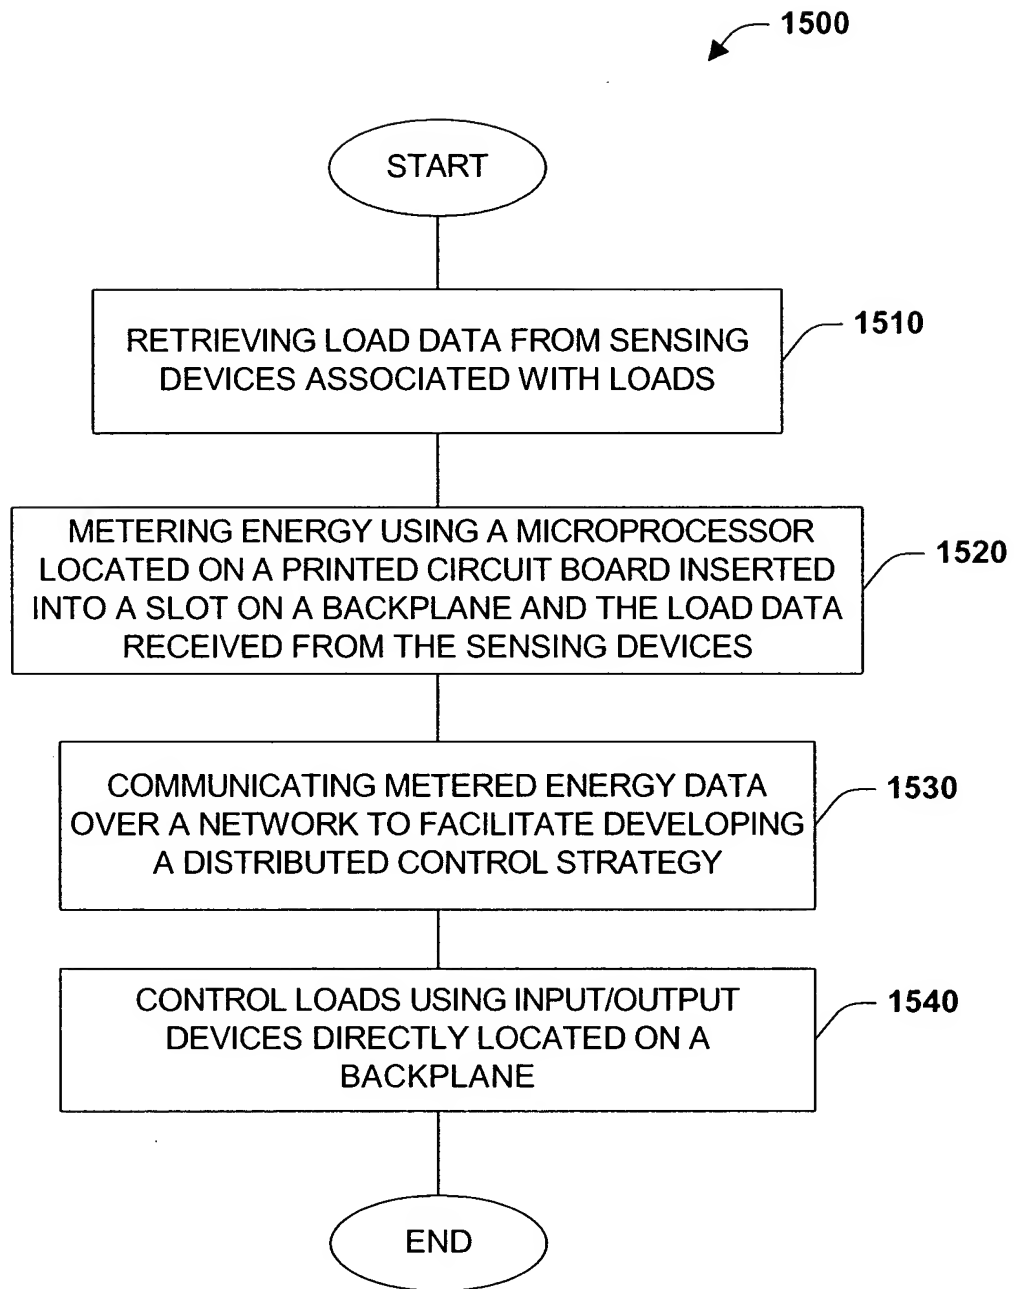 1500
START
RETRIEVING LOAD DATA FROM SENSING
DEVICES ASSOCIATED WITH LOADS
1510
METERING ENERGY USING A MICROPROCESSOR
LOCATED ON A PRINTED CIRCUIT BOARD INSERTED
INTO A SLOT ON A BACKPLANE AND THE LOAD DATA
RECEIVED FROM THE SENSING DEVICES
1520
COMMUNICATING METERED ENERGY DATA
OVER A NETWORK TO FACILITATE DEVELOPING
A DISTRIBUTED CONTROL STRATEGY
1530
CONTROL LOADS USING INPUT/OUTPUT
DEVICES DIRECTLY LOCATED ON A
BACKPLANE
1540
END